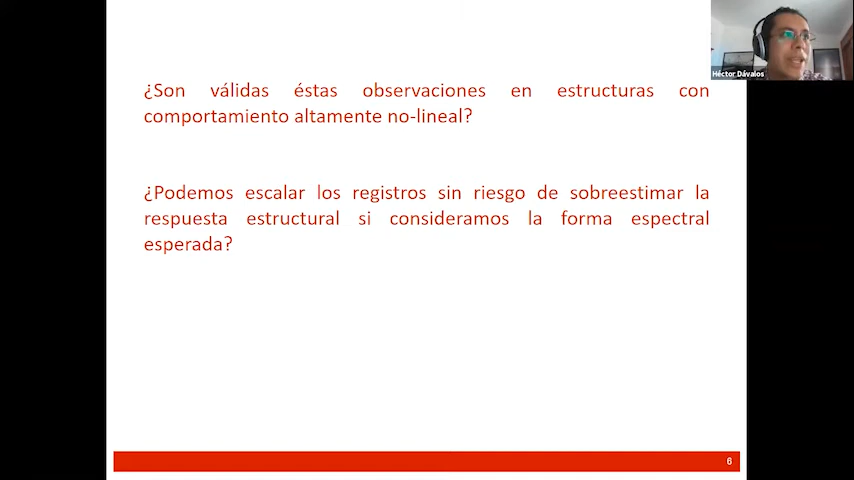 Héctor Dávalos
¿Son válidas éstas observaciones en estructuras con
comportamiento altamente no-lineal?
¿Podemos escalar los registros sin riesgo de sobreestimar la
respuesta estructural si consideramos la forma espectral
esperada?
6